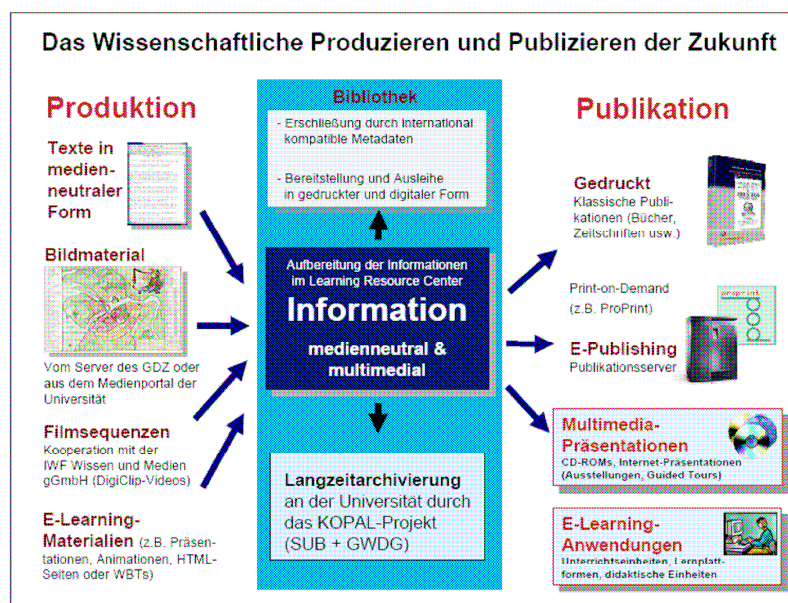 Das Wissenschaftliche Produzieren und Publizieren der Zukunft
Produktion
Texte in
medien-
neutraler
Form
Bildmaterial
Vom Server des GDZ oder
aus dem Medienportal der
Universität
Filmsequenzen
Kooperation mit der
IWF Wissen und Medien
gGmbH (DigiClip-Videos)
E-Learning-
Materialien (z.B. Präsen-
tationen, Animationen, HTML-
Seiten oder WBTs)
Bibliothek
- Erschließung durch international
kompatible Metadaten
- Bereitstellung und Ausleihe
in gedruckter und digitaler Form
Aufbereitung der Informationen
im Learning Resource Center
Information
medienneutral &
multimedial
Langzeitarchivierung
an der Universität durch
das KOPAL-Projekt
(SUB + GWDG)
Publikation
Gedruckt
Klassische Publi-
kationen (Bücher,
Zeitschriften usw.)
Print-on-Demand
(z.B. ProPrint)
E-Publishing
Publikationsserver
Multimedia-
Präsentationen
CD-ROMs, Internet-Präsentationen
(Ausstellungen, Guided Tours)
E-Learning-
Anwendungen
Unterrichtseinheiten, Lernplatt-
formen, didaktische Einheiten